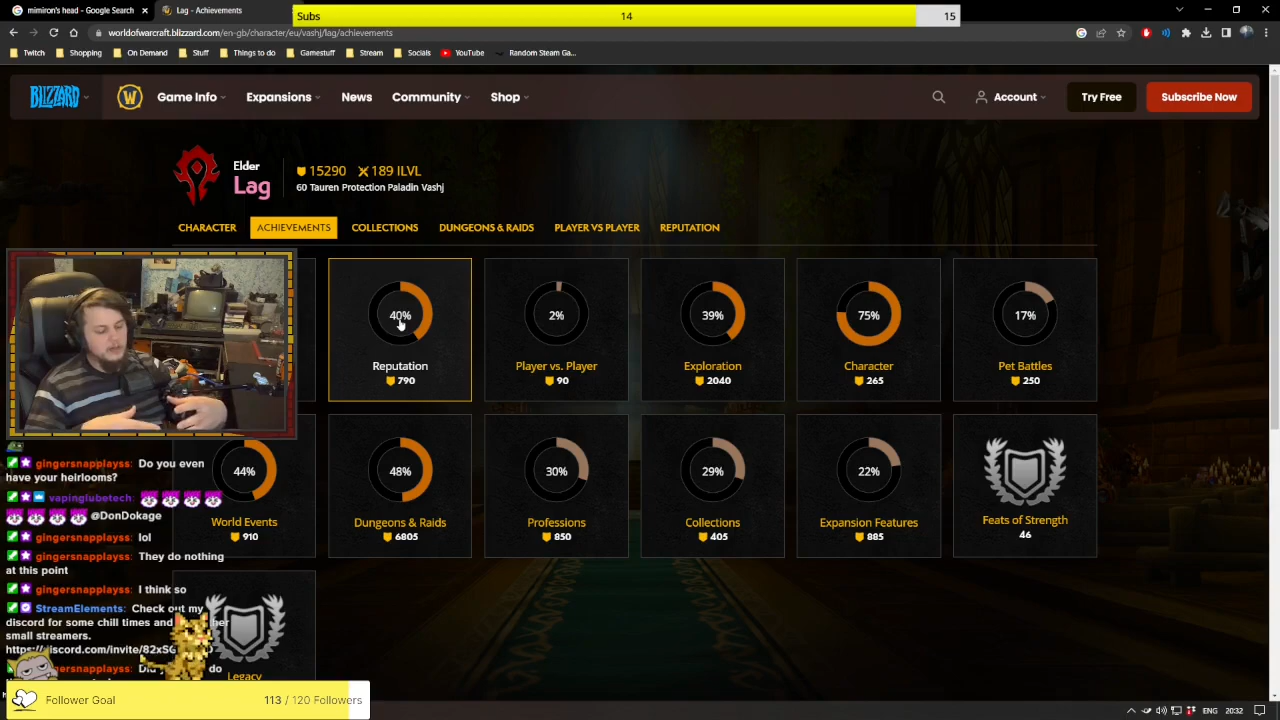 mimiron's head - Google Search
Lag - Achievements
Subs 14 15
worldofwarcraft.blizzard.com/en-gb/character/eu/vashj/lag/achievements
Twitch Shopping On Demand Stuff Things to do Gamestuff Stream Socials YouTube Random Steam Ga...
BLIZZARD W Game Info Expansions News Community Shop Account Try Free Subscribe Now
Elder
Lag
15290 189 ILVL
60 Tauren Protection Paladin Vashj
CHARACTER ACHIEVEMENTS COLLECTIONS DUNGEONS & RAIDS PLAYER VS PLAYER REPUTATION
40% 2% 39% 75% 17%
Reputation Player vs. Player Exploration Character Pet Battles
790 90 2040 265 250
44% 48% 30% 29% 22%
World Events Dungeons & Raids Professions Collections Expansion Features Feats of Strength
910 6805 850 405 885 46
Legacy
gingersnapplayss: Do you even
have your heirlooms?
vapinglubetech:
@DonDokage
gingersnapplayss: lol
gingersnapplayss: They do nothing
at this point
gingersnapplayss: I think so
StreamElements: Check out my
discord for some chill times and
small streamers.
do
Follower Goal 113 / 120 Followers
ENG 20:32